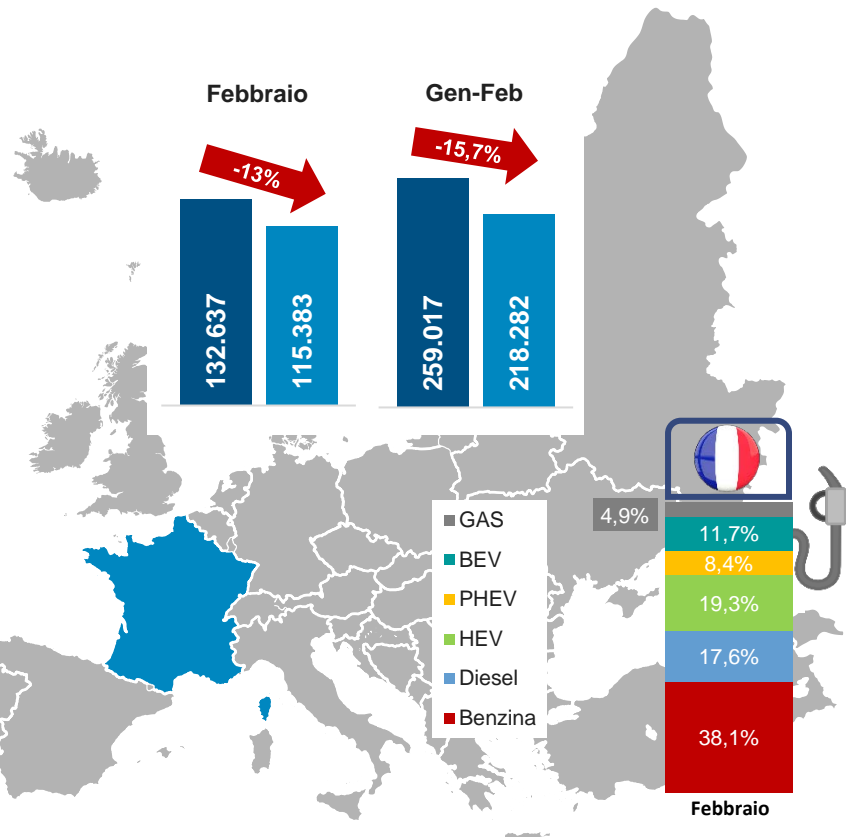 Febbraio
Gen-Feb
-13%
-15,7%
132.637
115.383
259.017
218.282
GAS
BEV
PHEV
HEV
Diesel
Benzina
4,9%
11,7%
8,4%
19,3%
17,6%
38,1%
Febbraio